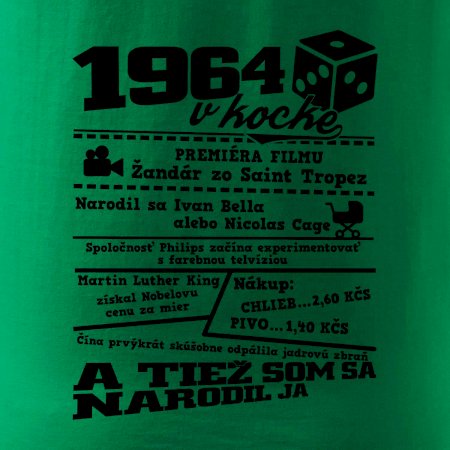 1964
v kocke
PREMIÉRA FILMU
Žandár zo Saint Tropez
Narodil sa Ivan Bella
alebo Nicolas Cage
Spoločnosť Philips začína experimentovať
s farebnou telvíziou
Martin Luther King
získal Nobelovu
cenu za mier
Nákup:
CHLIEB...2,60 KČS
PIVO...1,40 KČS
Čína prvýkrát skúšobne odpálila jadrovú zbraň
A TIEŽ SOM SA
NARODIL JA